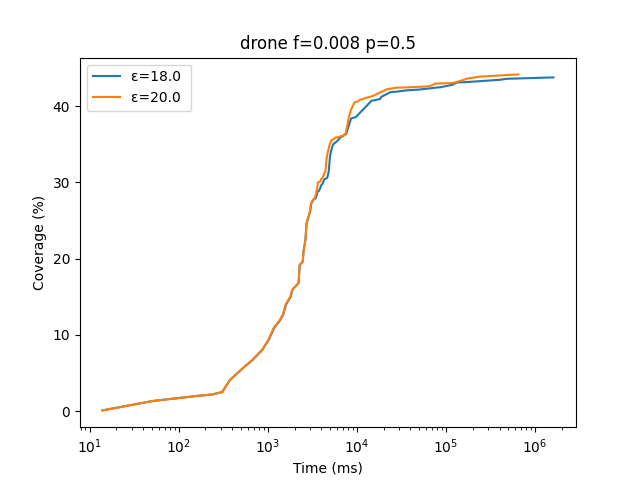 drone f=0.008 p=0.5
ε=18.0
ε=20.0
Coverage (%)
40
30
20
10
0
10¹ 10² 10³ 10⁴ 10⁵ 10⁶
Time (ms)